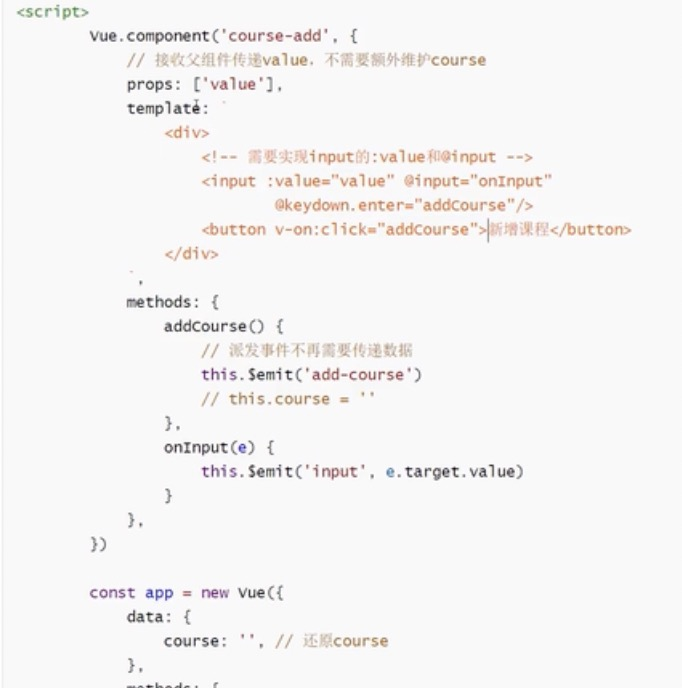 <script>
Vue.component('course-add', {
// 接收父组件传递value，不需要额外维护course
props: ['value'],
template: `
<div>
<!-- 需要实现input的:value和@input -->
<input :value="value" @input="onInput"
@keydown.enter="addCourse"/>
<button v-on:click="addCourse">新增课程</button>
</div>
`,
methods: {
addCourse() {
// 派发事件不再需要传递数据
this.$emit('add-course')
// this.course = ''
},
onInput(e) {
this.$emit('input', e.target.value)
}
},
})
const app = new Vue({
data: {
course: '', // 还原course
},
methods: {